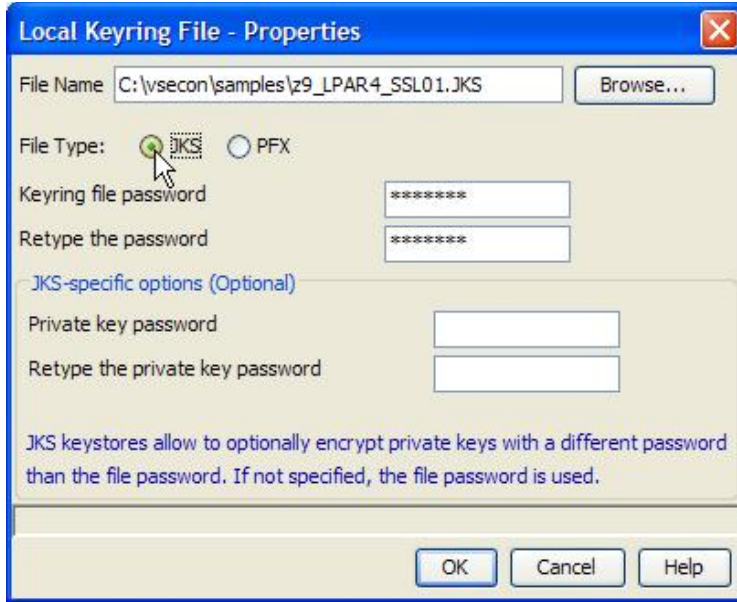 Local Keyring File - Properties
File Name C:\vsecon\samples\z9_LPAR4_SSL01.JKS Browse...
File Type: JKS PFX
Keyring file password *******
Retype the password *******
JKS-specific options (Optional)
Private key password
Retype the private key password
JKS keystores allow to optionally encrypt private keys with a different password
than the file password. If not specified, the file password is used.
OK Cancel Help